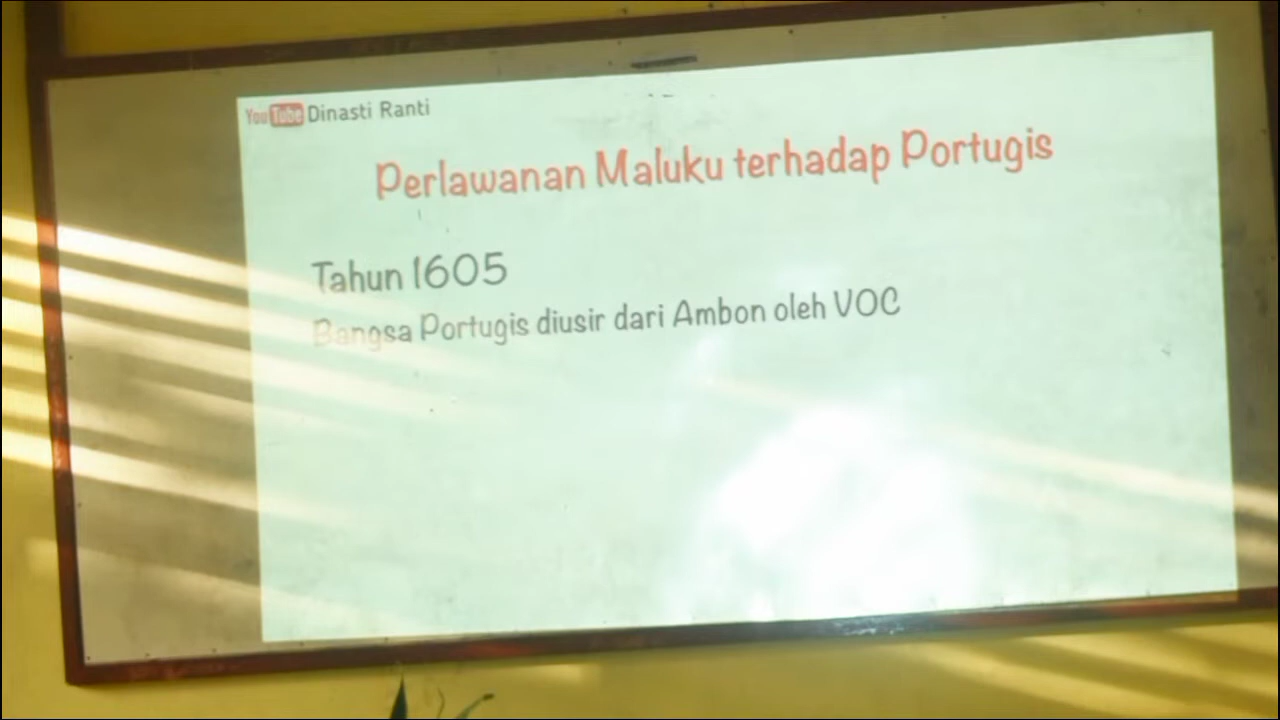 YouTube Dinasti Ranti
Perlawanan Maluku terhadap Portugis
Tahun 1605
Bangsa Portugis diusir dari Ambon oleh VOC